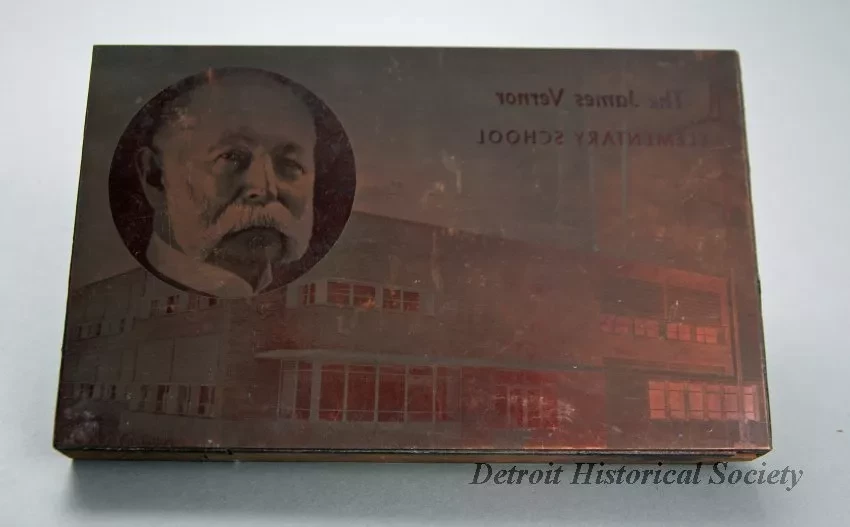 The James Vernor
ELEMENTARY SCHOOL
Detroit Historical Society